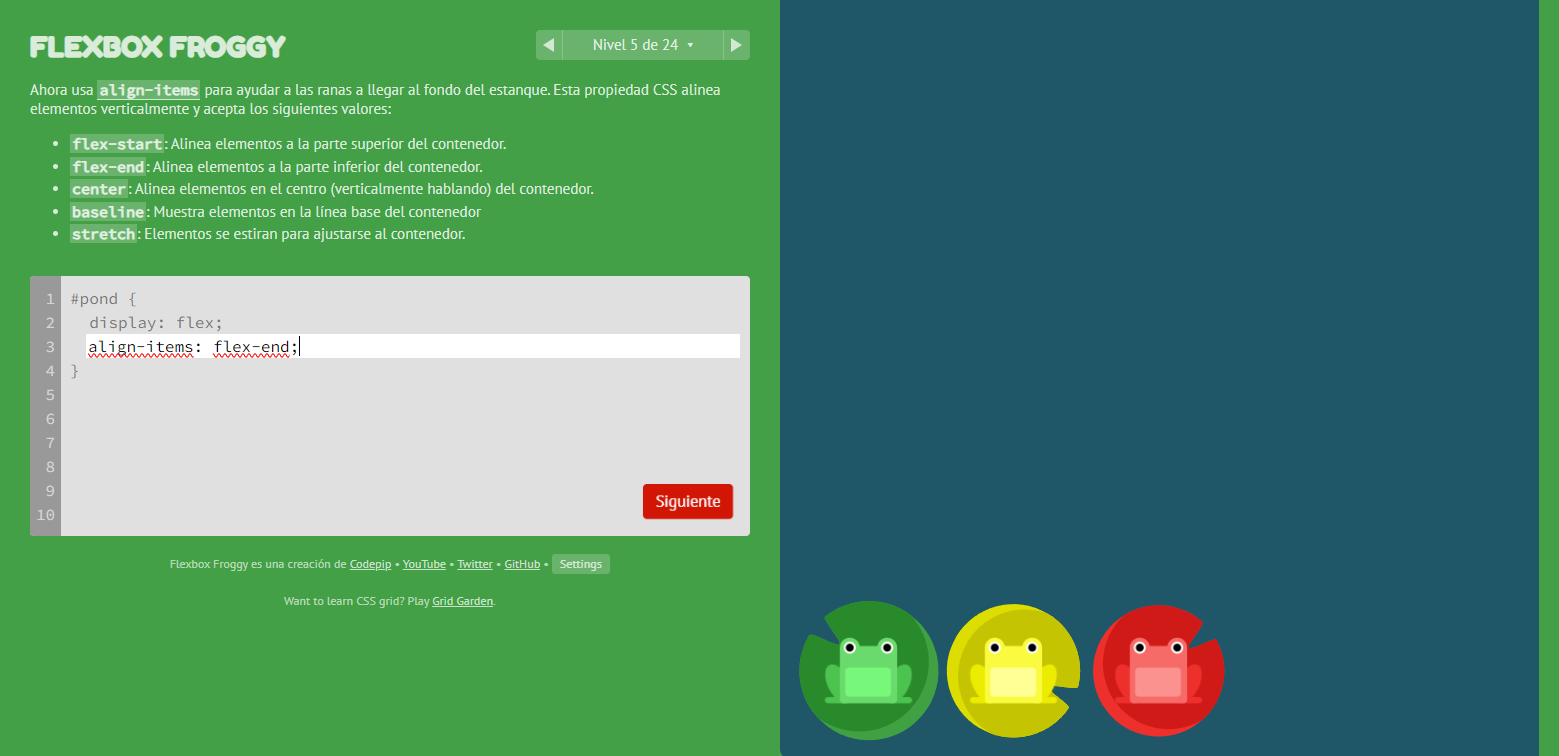 FLEXBOX FROGGY
Nivel 5 de 24
Ahora usa align-items para ayudar a las ranas a llegar al fondo del estanque. Esta propiedad CSS alinea
elementos verticalmente y acepta los siguientes valores:
• flex-start: Alinea elementos a la parte superior del contenedor.
• flex-end: Alinea elementos a la parte inferior del contenedor.
• center: Alinea elementos en el centro (verticalmente hablando) del contenedor.
• baseline: Muestra elementos en la línea base del contenedor
• stretch: Elementos se estiran para ajustarse al contenedor.
1 #pond {
2 display: flex;
3 align-items: flex-end;
4 }
5
6
7
8
9
10
Siguiente
Flexbox Froggy es una creación de Codepip • YouTube • Twitter • GitHub • Settings
Want to learn CSS grid? Play Grid Garden.